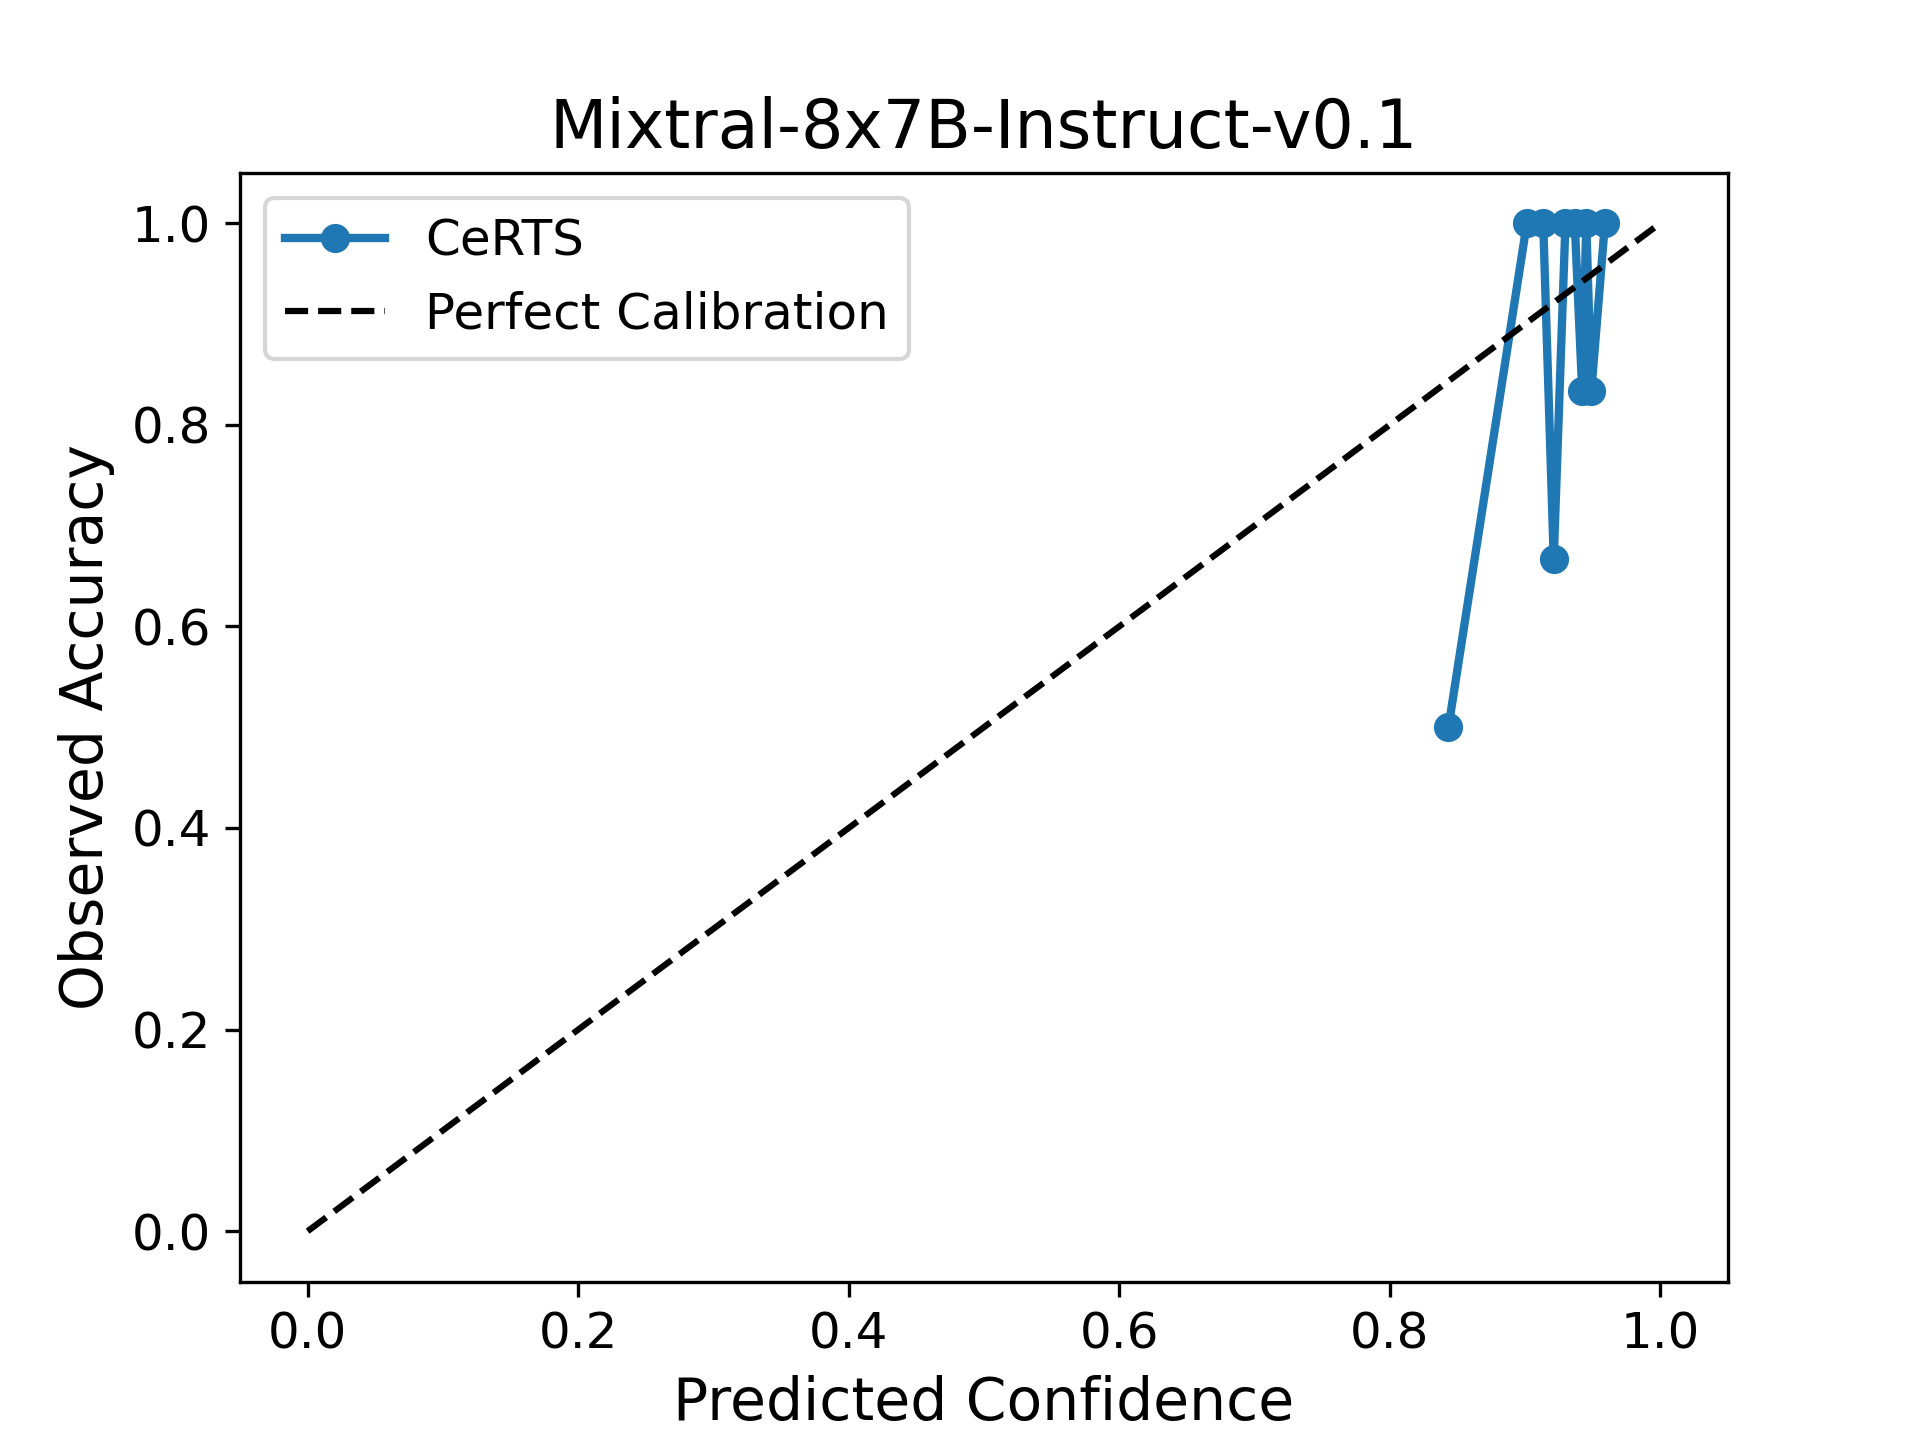 Mixtral-8x7B-Instruct-v0.1
CeRTS
Perfect Calibration
1.0
0.8
0.6
0.4
0.2
0.0
Observed Accuracy
0.0 0.2 0.4 0.6 0.8 1.0
Predicted Confidence